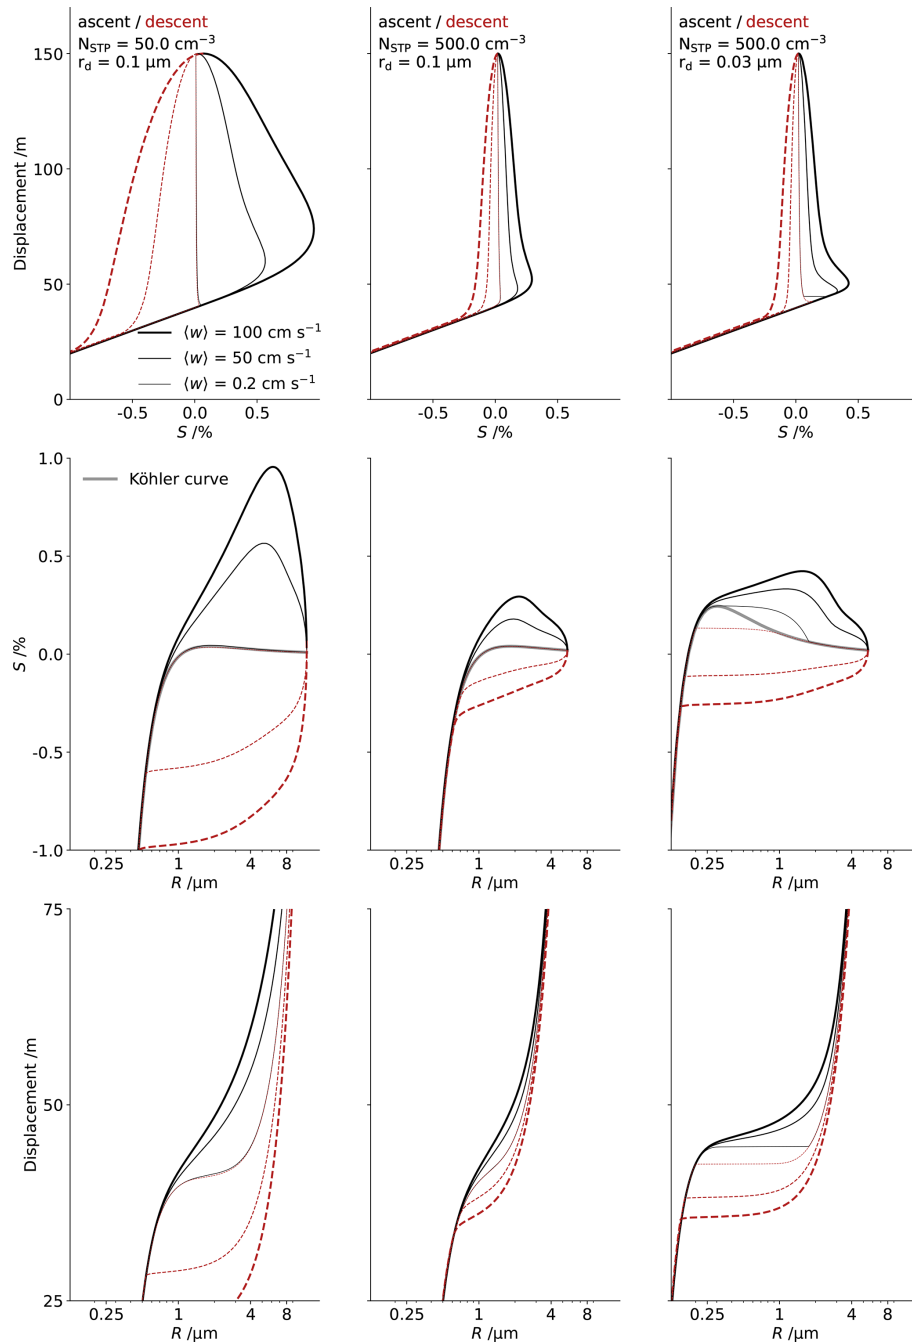 ascent / descent
N_STP = 50.0 cm⁻³
r_d = 0.1 µm
ascent / descent
N_STP = 500.0 cm⁻³
r_d = 0.1 µm
ascent / descent
N_STP = 500.0 cm⁻³
r_d = 0.03 µm
150
100
50
0
Displacement /m
⟨w⟩ = 100 cm s⁻¹
⟨w⟩ = 50 cm s⁻¹
⟨w⟩ = 0.2 cm s⁻¹
-0.5 0.0 0.5
S /%
-0.5 0.0 0.5
S /%
-0.5 0.0 0.5
S /%
1.0
0.5
0.0
-0.5
-1.0
S /%
Köhler curve
0.25 1 4 8
R /µm
0.25 1 4 8
R /µm
0.25 1 4 8
R /µm
75
50
25
Displacement /m
0.25 1 4 8
R /µm
0.25 1 4 8
R /µm
0.25 1 4 8
R /µm